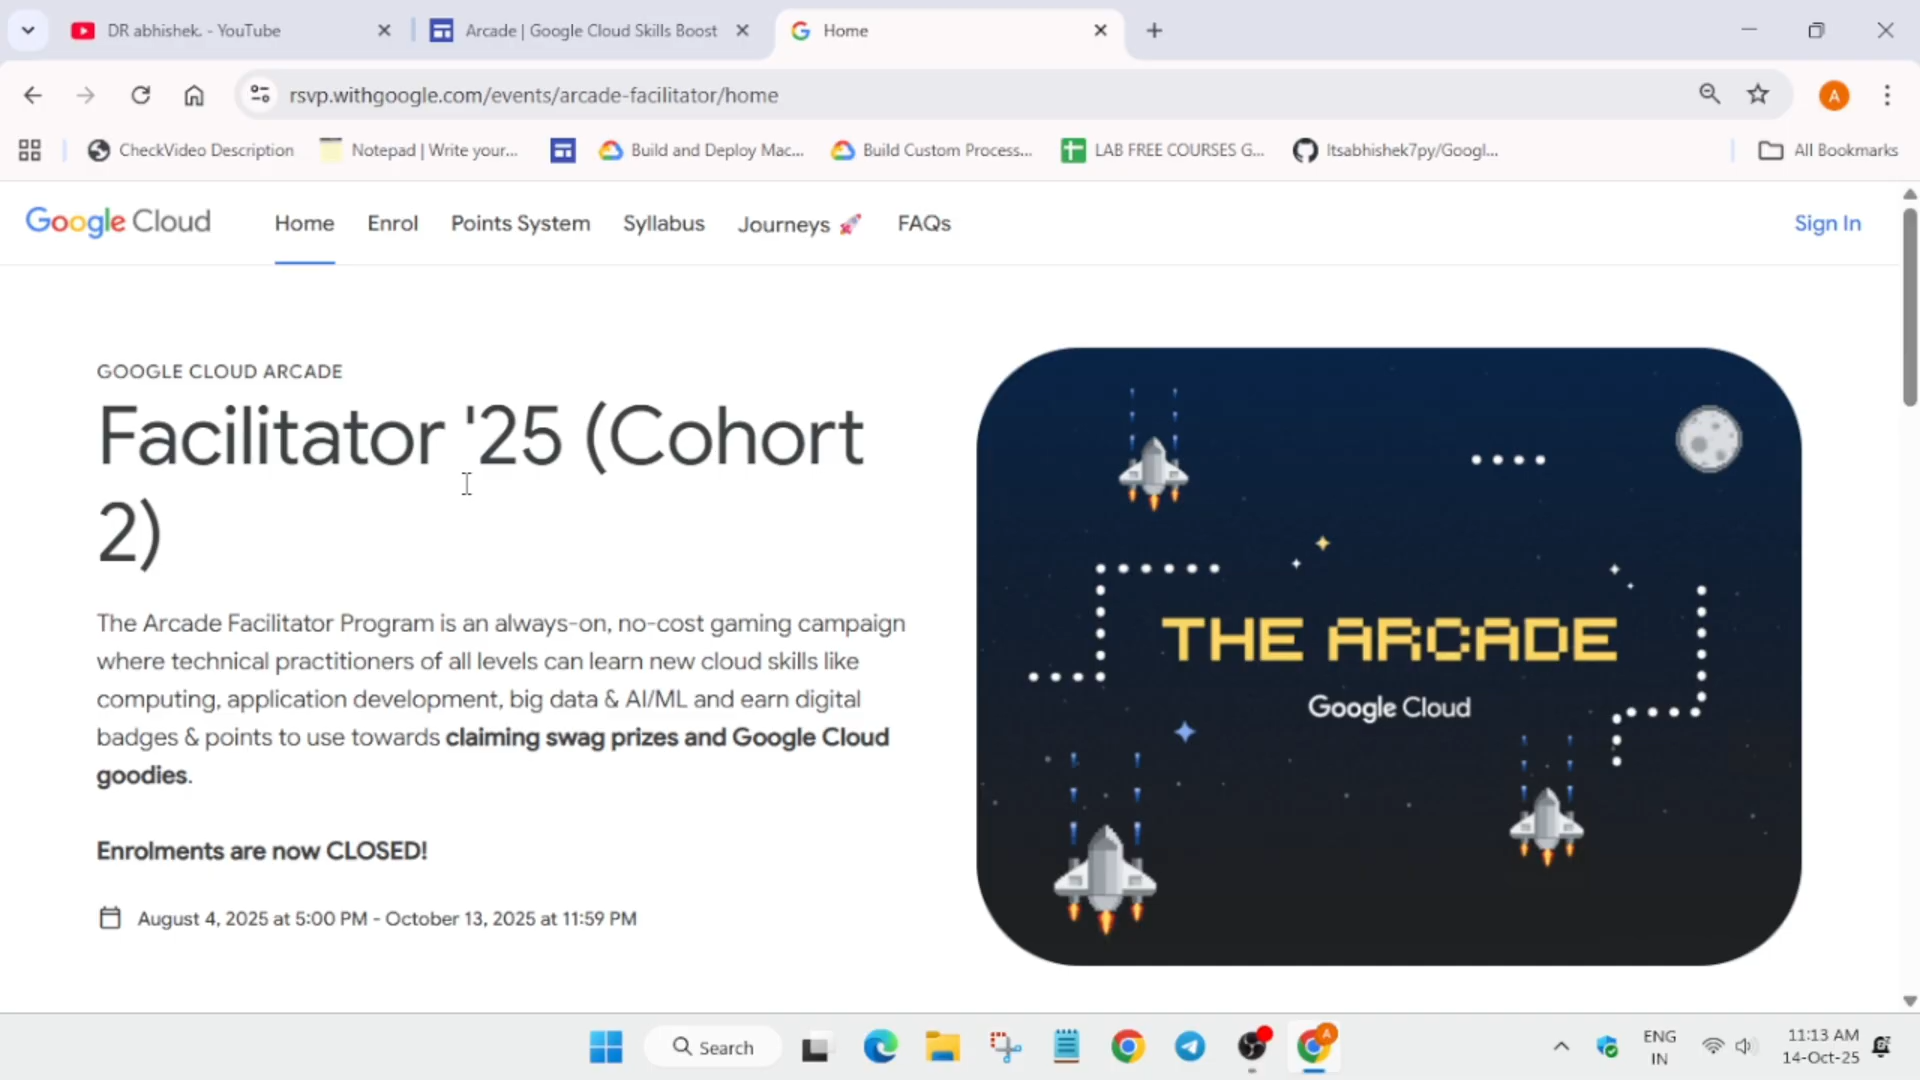 DR abhishek. - YouTube
Arcade | Google Cloud Skills Boost
Home
rsvp.withgoogle.com/events/arcade-facilitator/home
A
CheckVideo Description
Notepad | Write your...
Build and Deploy Mac...
Build Custom Process...
LAB FREE COURSES G...
Itsabhishek7py/Googl...
All Bookmarks
Google Cloud
Home
Enrol
Points System
Syllabus
Journeys 🚀
FAQs
Sign In
GOOGLE CLOUD ARCADE
Facilitator '25 (Cohort
2)
The Arcade Facilitator Program is an always-on, no-cost gaming campaign
where technical practitioners of all levels can learn new cloud skills like
computing, application development, big data & AI/ML and earn digital
badges & points to use towards claiming swag prizes and Google Cloud
goodies.
Enrolments are now CLOSED!
August 4, 2025 at 5:00 PM - October 13, 2025 at 11:59 PM
THE ARCADE
Google Cloud
Search
A
ENG
IN
11:13 AM
14-Oct-25